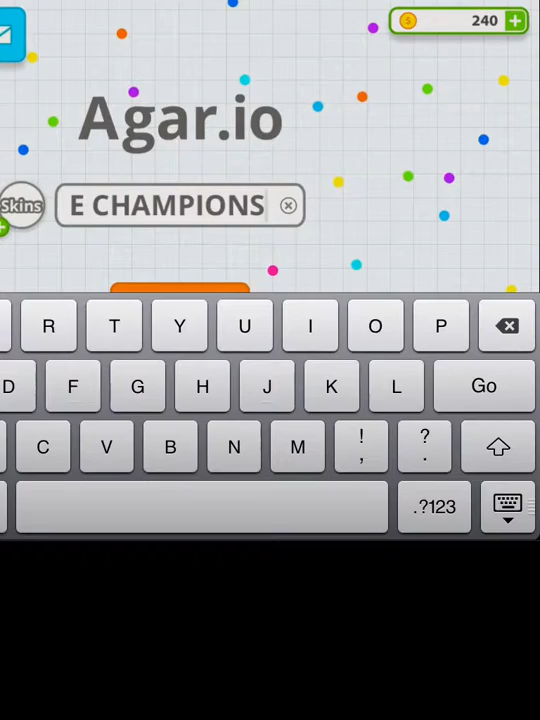 240
Agar.io
Skins
E CHAMPIONS
R T Y U I O P
D F G H J K L Go
C V B N M ! , ? .
.?123